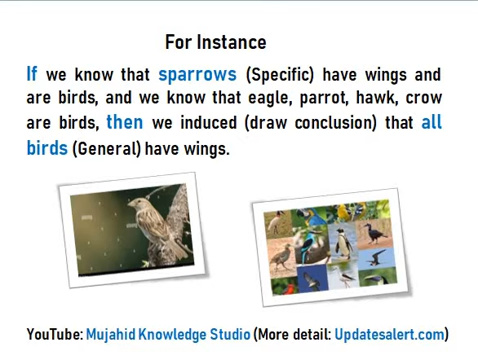 For Instance
If we know that sparrows (Specific) have wings and
are birds, and we know that eagle, parrot, hawk, crow
are birds, then we induced (draw conclusion) that all
birds (General) have wings.
YouTube: Mujahid Knowledge Studio (More detail: Updatesalert.com)